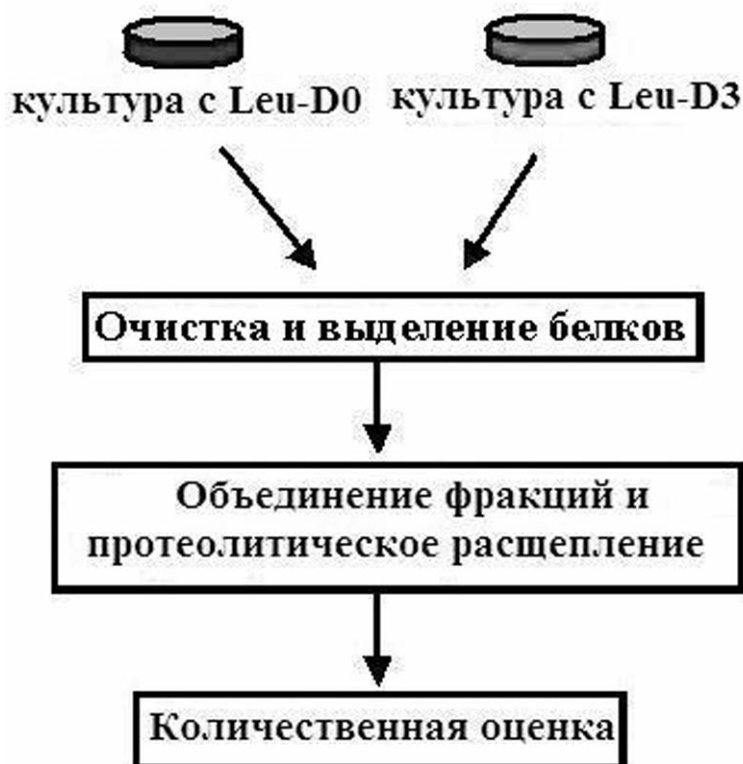 культура с Leu-D0
культура с Leu-D3
Очистка и выделение белков
Объединение фракций и
протеолитическое расщепление
Количественная оценка